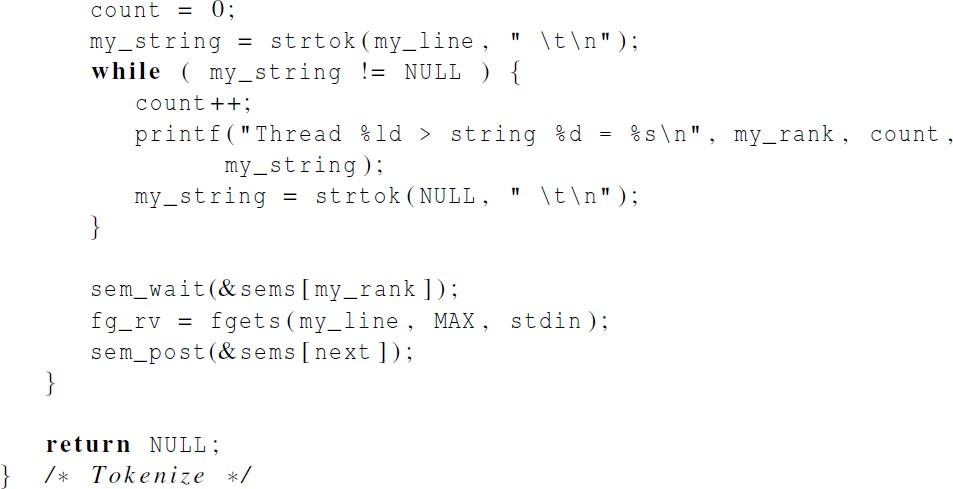 count = 0;
my_string = strtok(my_line, " \t\n");
while ( my_string != NULL ) {
count++;
printf("Thread %ld > string %d = %s\n", my_rank, count,
my_string);
my_string = strtok(NULL, " \t\n");
}
sem_wait(&sems[my_rank]);
fg_rv = fgets(my_line, MAX, stdin);
sem_post(&sems[next]);
}
return NULL;
} /* Tokenize */